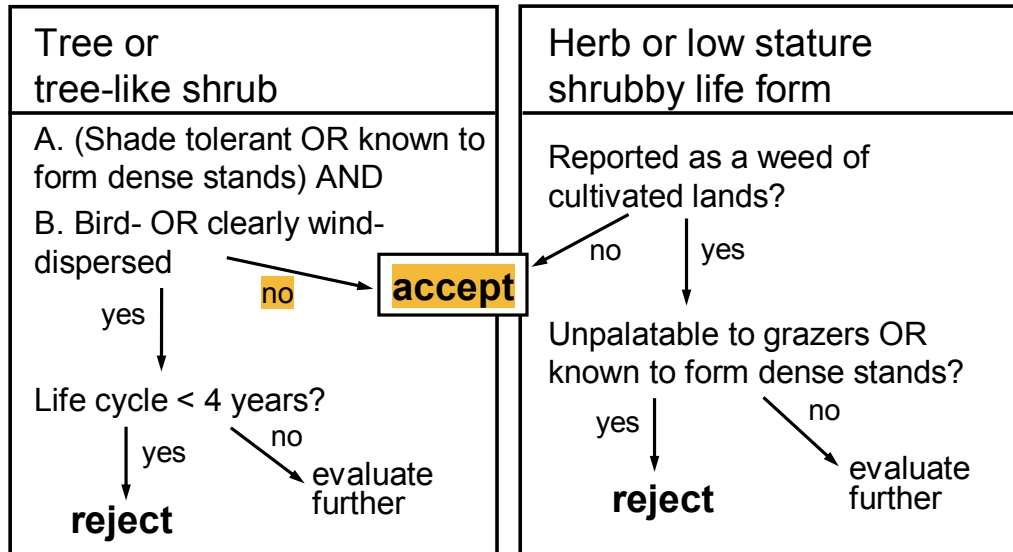 Tree or
tree-like shrub
A. (Shade tolerant OR known to
form dense stands) AND
B. Bird- OR clearly wind-
dispersed
no
accept
yes
Life cycle < 4 years?
yes
no
reject
evaluate
further
Herb or low stature
shrubby life form
Reported as a weed of
cultivated lands?
no
yes
Unpalatable to grazers OR
known to form dense stands?
yes
no
reject
evaluate
further